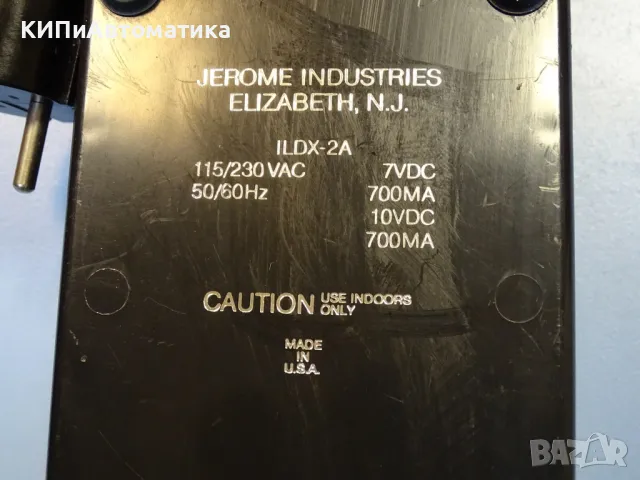 КИПиАвтоматика
JEROME INDUSTRIES
ELIZABETH, N.J.
ILDX-2A
115/230 VAC 7VDC
50/60Hz 700MA
10VDC
700MA
CAUTION USE INDOORS
ONLY
MADE
IN
U.S.A.
КИПиАвтоматика
BAZAR